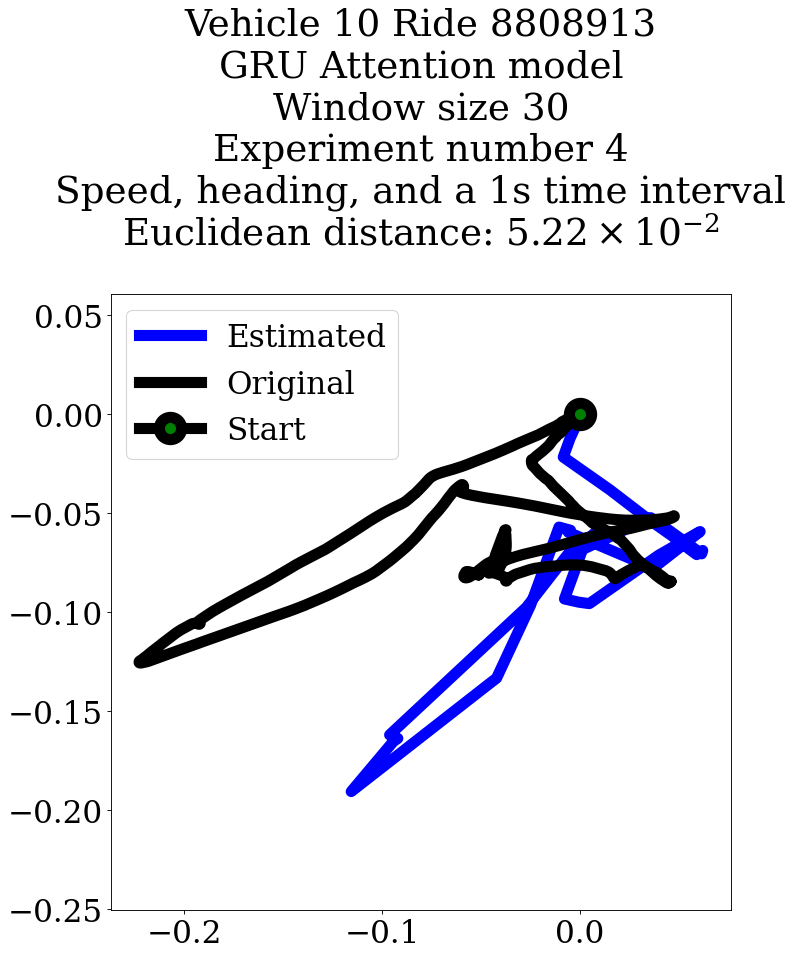 Vehicle 10 Ride 8808913
GRU Attention model
Window size 30
Experiment number 4
Speed, heading, and a 1s time interval
Euclidean distance: 5.22 × 10⁻²
Estimated
Original
Start
0.05
0.00
−0.05
−0.10
−0.15
−0.20
−0.25
−0.2
−0.1
0.0